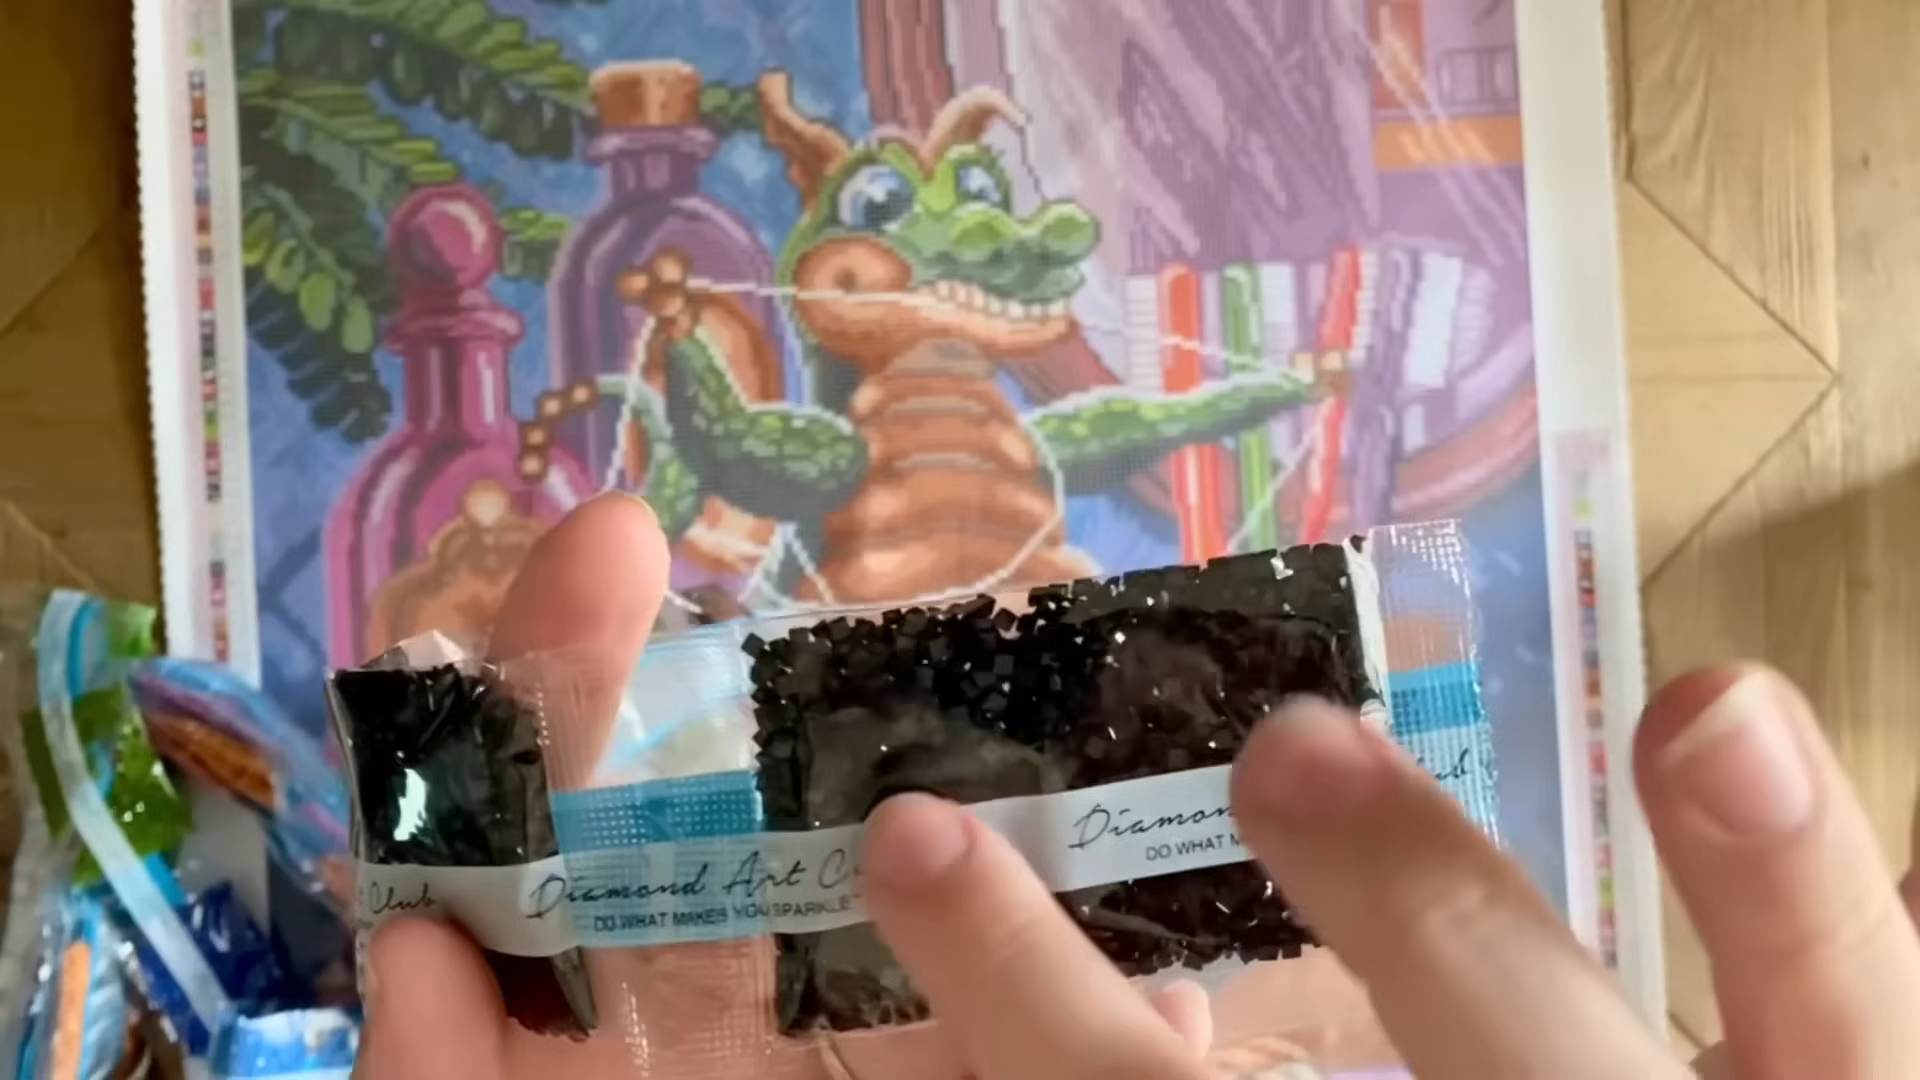 Club
Diamond Art C
DO WHAT MAKES YOU SPARKLE
Diamon
DO WHAT M